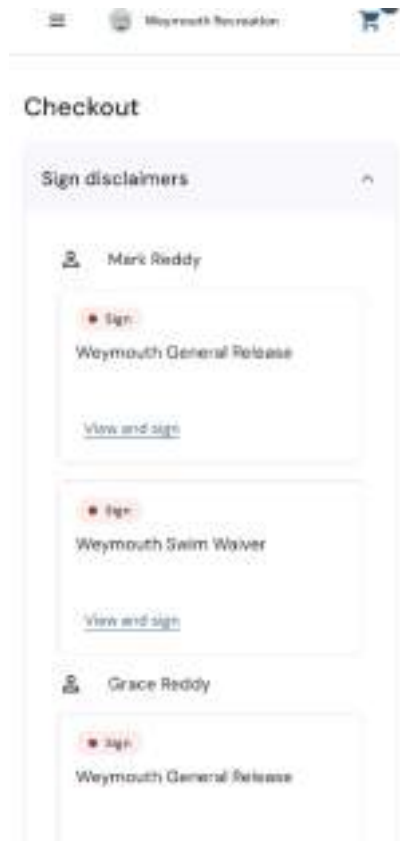 Weymouth Recreation
Checkout
Sign disclaimers
Mark Reddy
Sign
Weymouth General Release
View and sign
Sign
Weymouth Swim Waiver
View and sign
Grace Reddy
Sign
Weymouth General Release